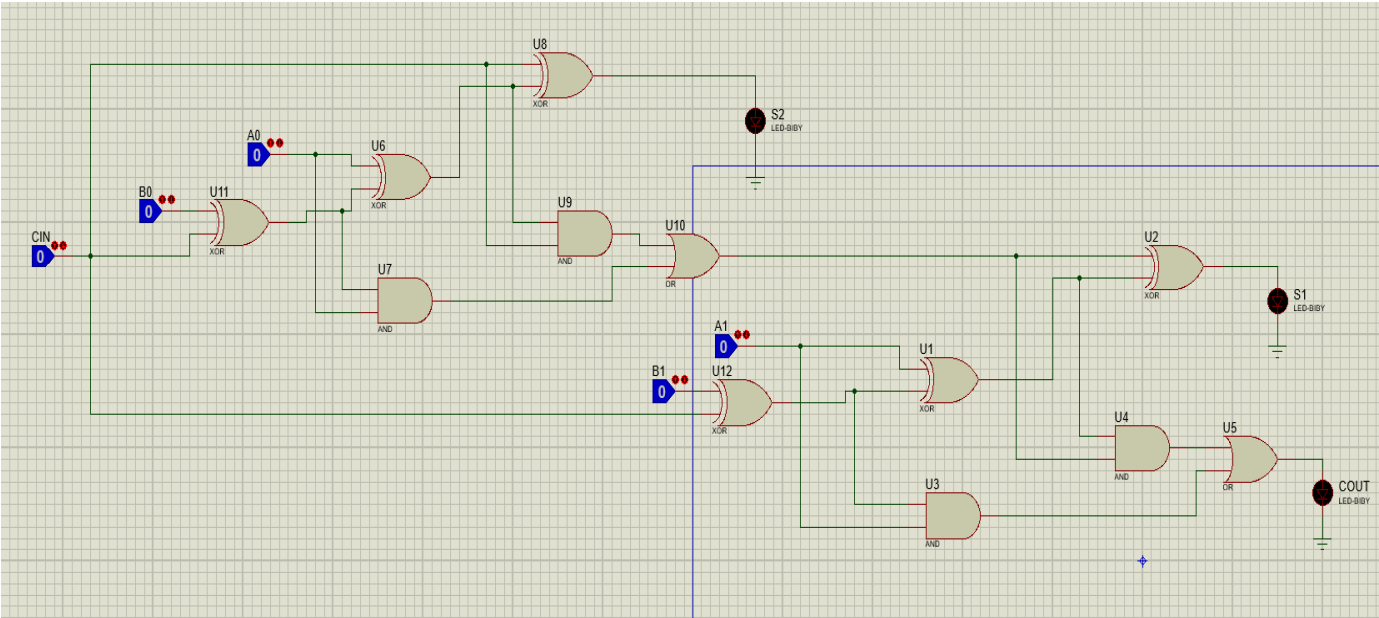 U8
XOR
S2
LED-BIBY
A0
0
U6
XOR
B0
0
U11
XOR
CIN
0
U9
AND
U10
OR
U7
AND
U2
XOR
S1
LED-BIBY
A1
0
U1
XOR
B1
0
U12
XOR
U4
AND
U5
OR
COUT
LED-BIBY
U3
AND